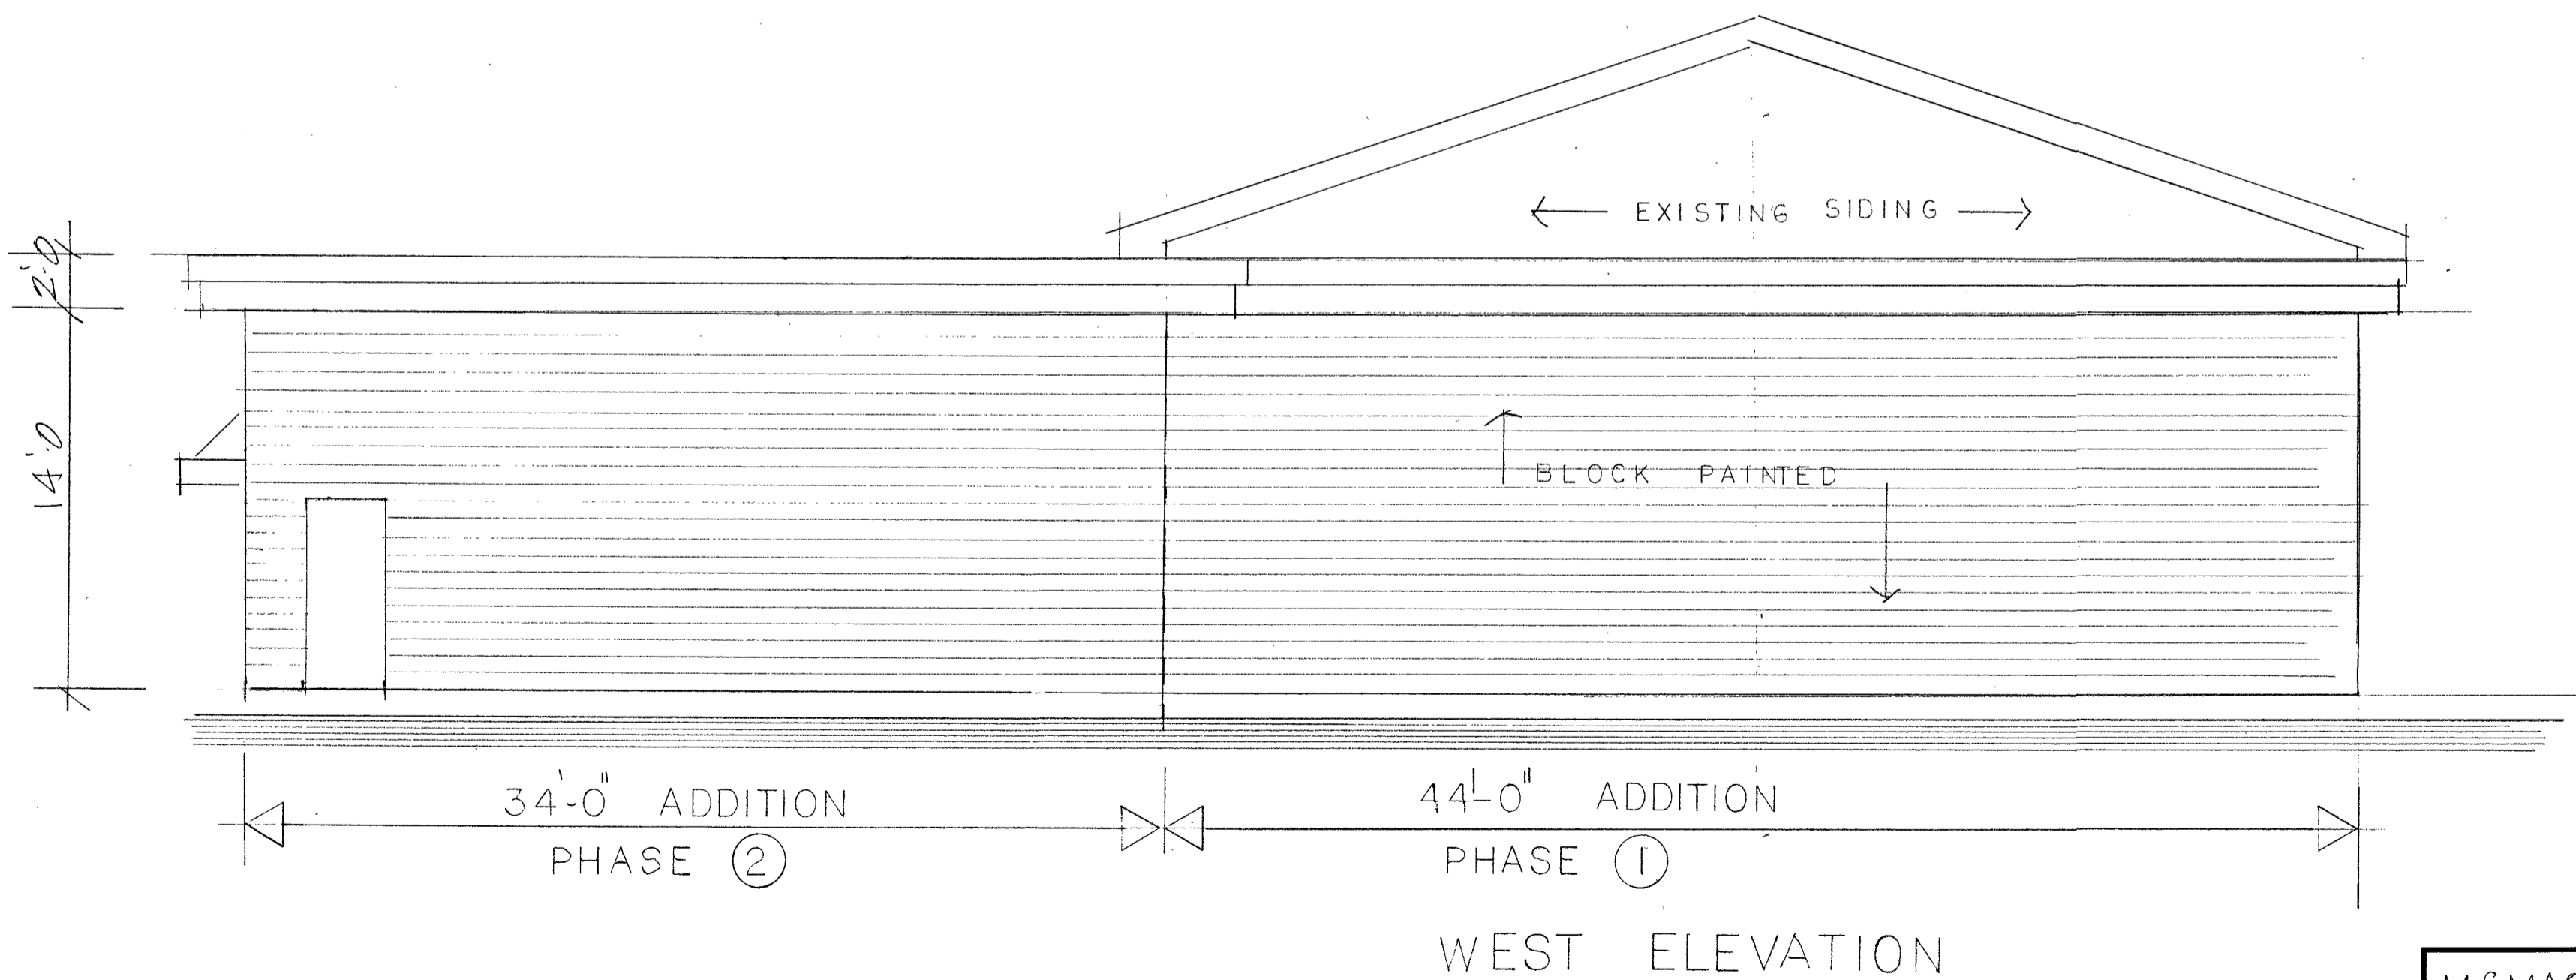 EXISTING SIDING
2'-0
14'-0
BLOCK PAINTED
34'-0" ADDITION
PHASE 2
44'-0" ADDITION
PHASE 1
WEST ELEVATION